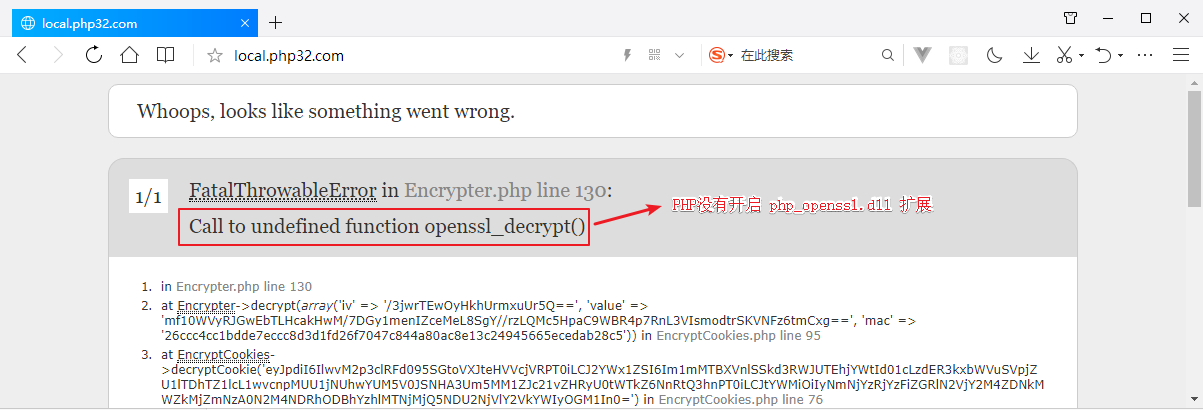 local.php32.com
local.php32.com
在此搜索
Whoops, looks like something went wrong.
1/1
FatalThrowableError in Encrypter.php line 130:
Call to undefined function openssl_decrypt()
PHP没有开启 php_openssl.dll 扩展
1. in Encrypter.php line 130
2. at Encrypter->decrypt(array('iv' => '/3jwrTEwOyHkhUrmxuUr5Q==', 'value' =>
'mf10WVyRJGwEbTLHcakHwM/7DGy1menIZceMeL8SgY//rzLQMc5HpaC9WBR4p7RnL3VIsmodtrSKVNFz6tmCxg==', 'mac' =>
'26ccc4cc1bdde7eccc8d3d1fd26f7047c844a80ac8e13c24945665ecedab28c5')) in EncryptCookies.php line 95
3. at EncryptCookies-
>decryptCookie('eyJpdiI6IlwvM2p3clRFd095SGtoVXJteHVVcjVRPT0iLCJ2YWx1ZSI6Im1mMTBXVnlSSkd3RWJUTEhjYWtId01cLzdER3kxbWVuSVpjZ
U1lTDhTZ1lcL1wvcnpMUU1jNUhwYUM5V0JSNHA3Um5MM1ZJc21vZHRyU0tWTkZ6NnRtQ3hnPT0iLCJtYWMiOiIyNmNjYzRjYzFiZGRlN2VjY2M4ZDNkM
WZkMjZmNzA0N2M4NDRhODBhYzhlMTNjMjQ5NDU2NjVlY2VkYWIyOGM1In0=') in EncryptCookies.php line 76